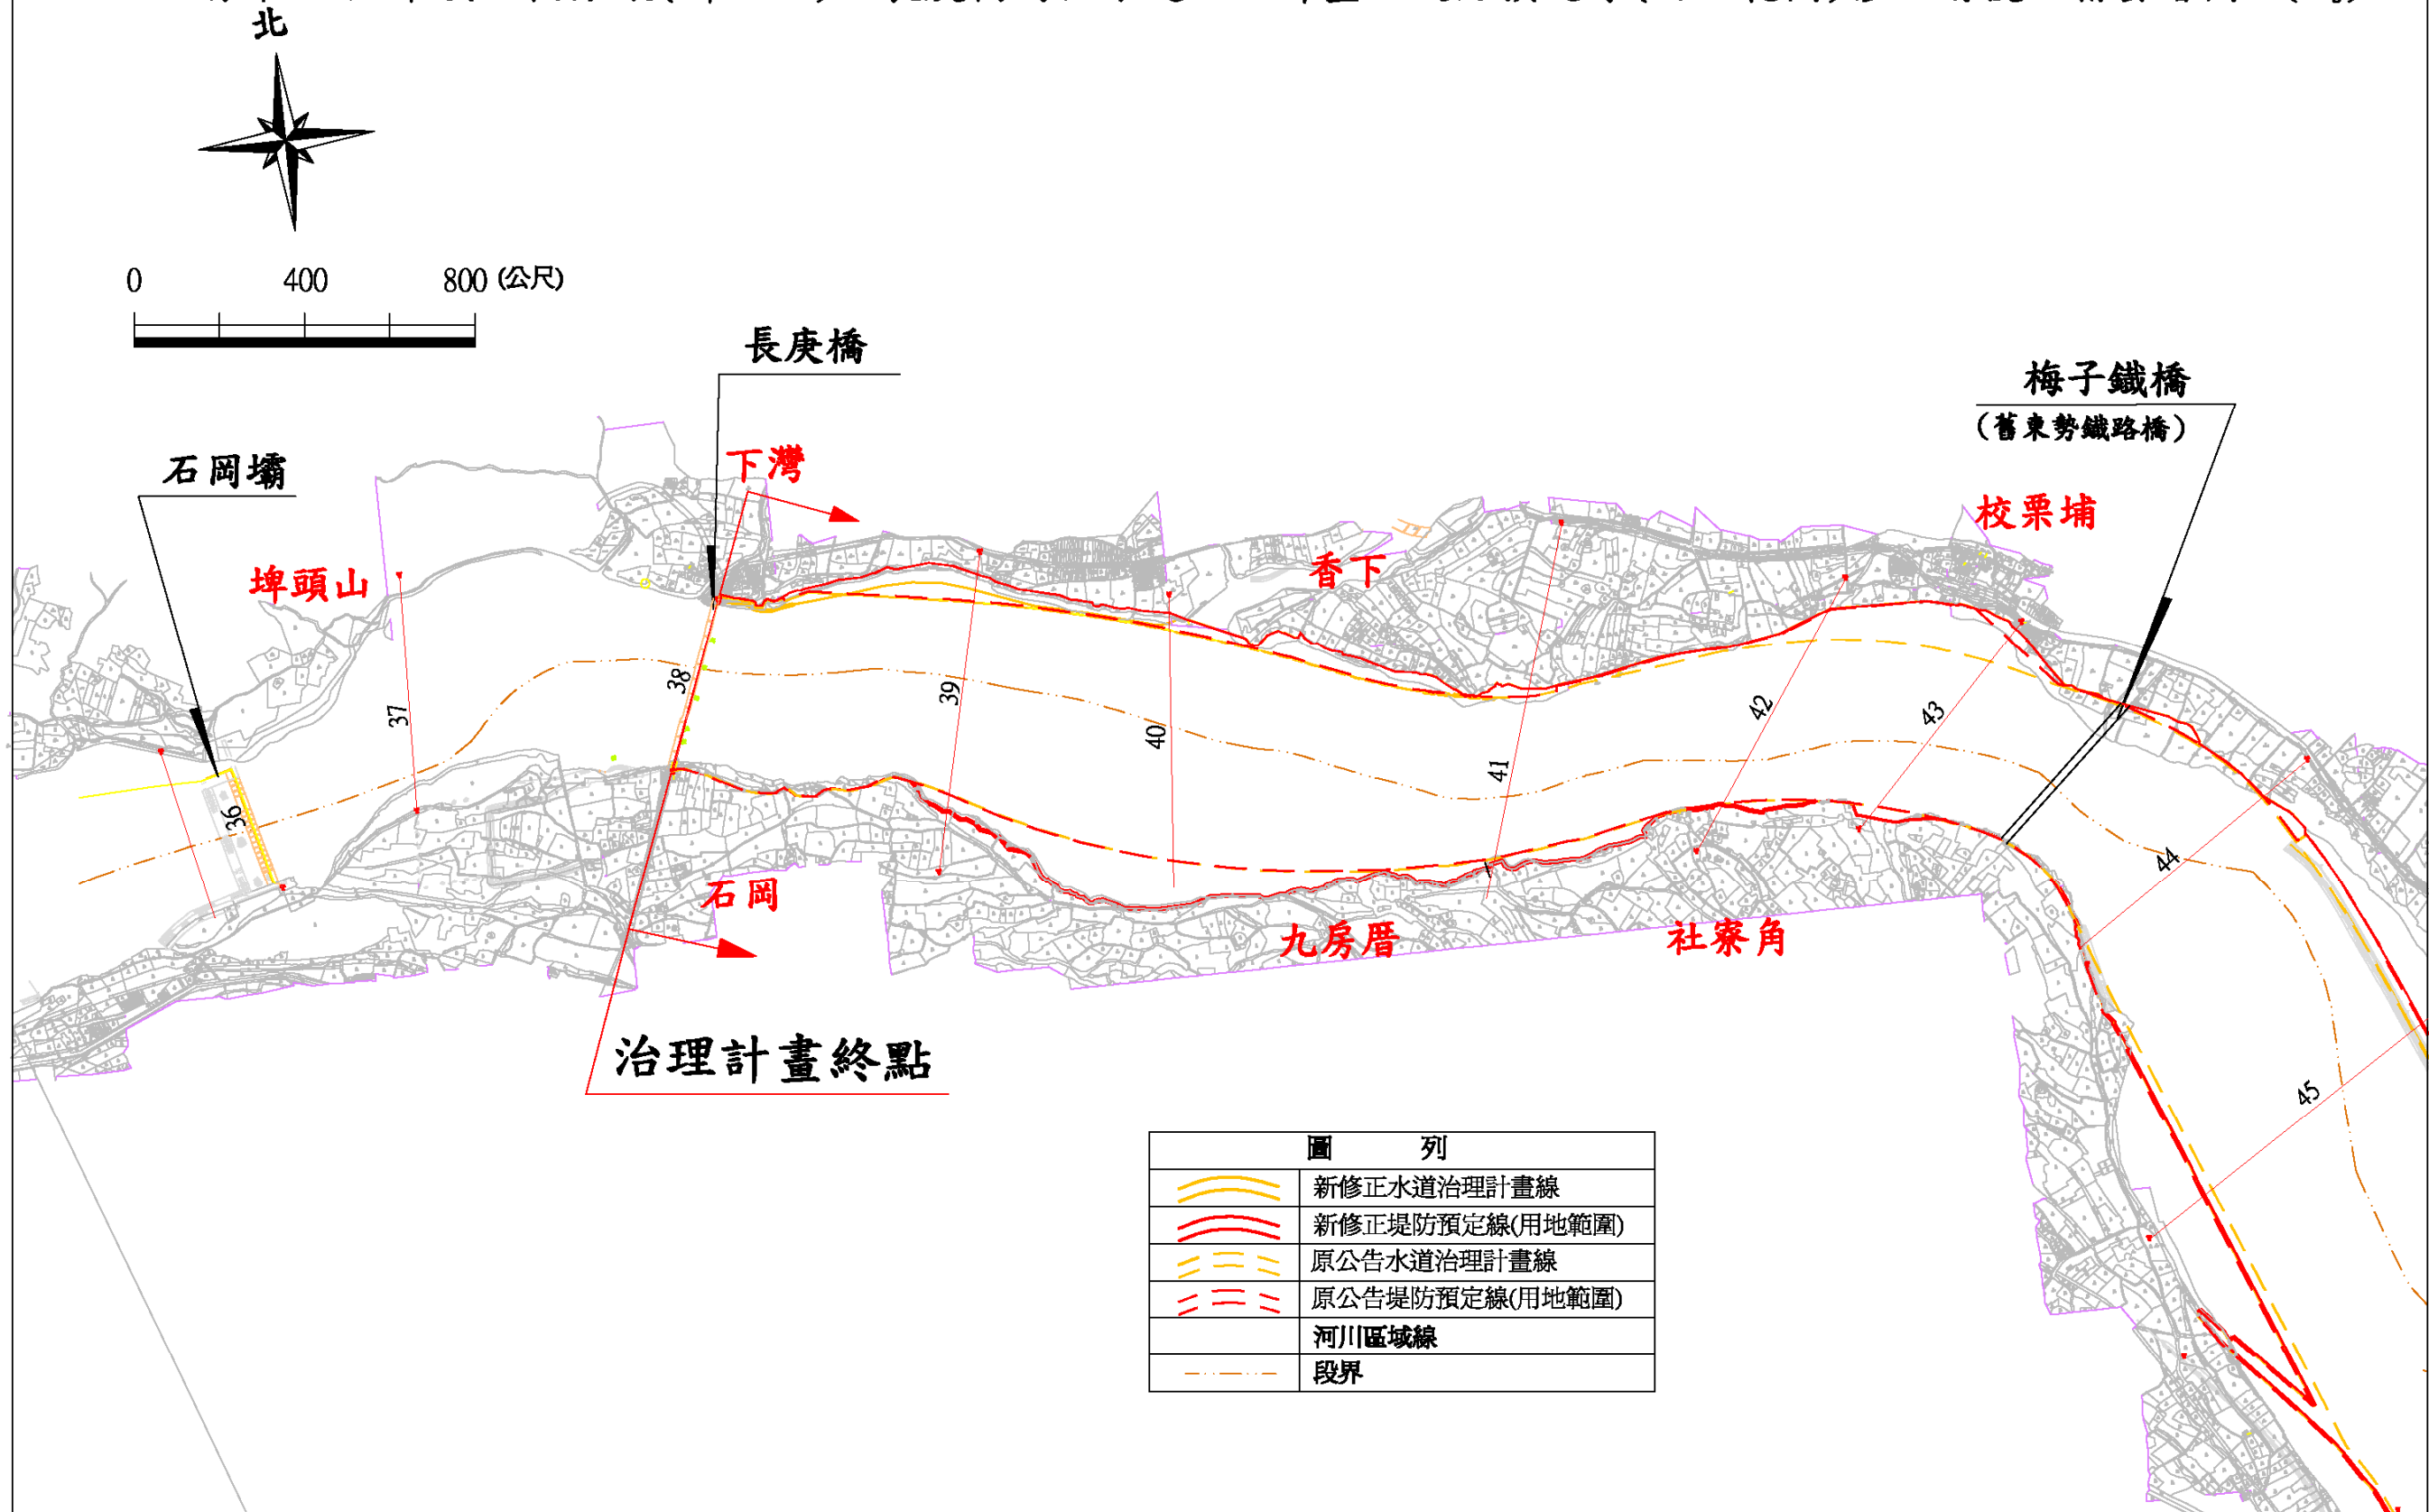 北
0 400 800 (公尺)
長庚橋
梅子鐵橋
(舊東勢鐵路橋)
石岡壩
下灣
校栗埔
埤頭山
香下
36
37
38
39
40
41
42
43
44
45
石岡
九房厝
社寮角
治理計畫終點
圖 列
新修正水道治理計畫線
新修正堤防預定線(用地範圍)
原公告水道治理計畫線
原公告堤防預定線(用地範圍)
河川區域線
段界